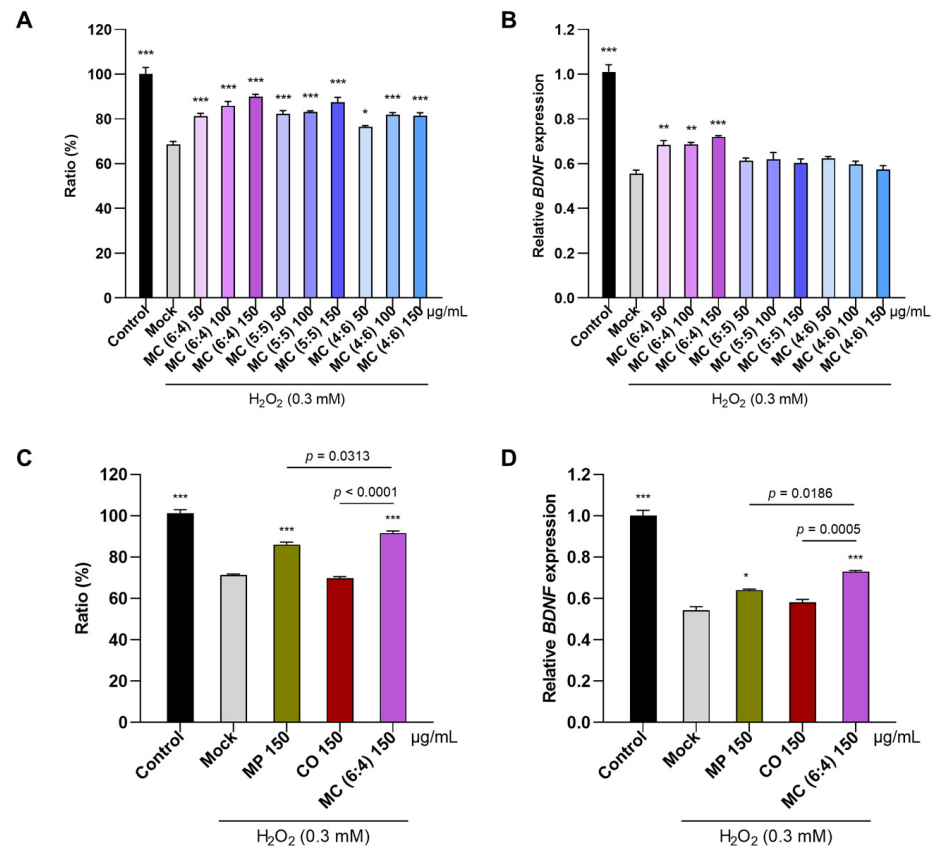 A
Ratio (%)
120
100
80
60
40
20
0
***
***
***
***
***
***
***
*
***
***
Control
Mock
MC (6:4) 50
MC (6:4) 100
MC (6:4) 150
MC (5:5) 50
MC (5:5) 100
MC (5:5) 150
MC (4:6) 50
MC (4:6) 100
MC (4:6) 150
µg/mL
H₂O₂ (0.3 mM)
B
Relative BDNF expression
1.2
1.0
0.8
0.6
0.4
0.2
0.0
***
**
**
***
Control
Mock
MC (6:4) 50
MC (6:4) 100
MC (6:4) 150
MC (5:5) 50
MC (5:5) 100
MC (5:5) 150
MC (4:6) 50
MC (4:6) 100
MC (4:6) 150
µg/mL
H₂O₂ (0.3 mM)
C
Ratio (%)
120
100
80
60
40
20
0
p = 0.0313
p < 0.0001
***
***
***
Control
Mock
MP 150
CO 150
MC (6:4) 150
µg/mL
H₂O₂ (0.3 mM)
D
Relative BDNF expression
1.2
1.0
0.8
0.6
0.4
0.2
0.0
p = 0.0186
p = 0.0005
***
*
***
Control
Mock
MP 150
CO 150
MC (6:4) 150
µg/mL
H₂O₂ (0.3 mM)